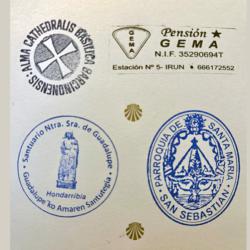 ALMA CATHEDRALIS BASILICA BARCINONENSIS
GEMA
Pensión
GEMA
N.I.F. 35290694T
Estación Nº 5- IRUN • 666172552
• Santuario Ntra. Sra. de Guadalupe •
Hondarribia
Guadalupe'ko Amaren Santutegia
PARROQUIA DE SANTA MARIA
SAN SEBASTIAN